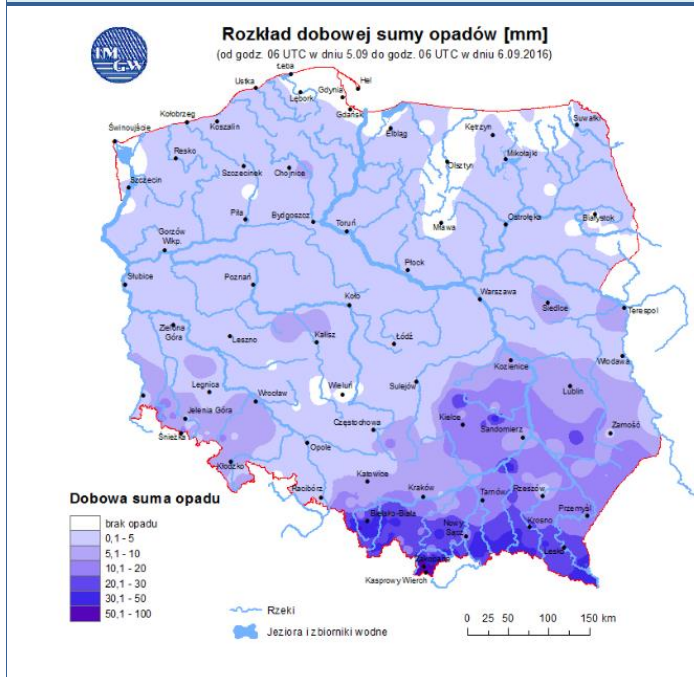 IM
GW
Rozkład dobowej sumy opadów [mm]
(od godz. 06 UTC w dniu 5.09 do godz. 06 UTC w dniu 6.09.2016)
Łeba
Hel
Ustka
Gdynia
Lębork
Gdańsk
Kołobrzeg
Koszalin
Suwałki
Świnoujście
Elbląg
Kętrzyn
Resko
Mikołajki
Szczecinek
Chojnice
Olsztyn
Szczecin
Piła
Bydgoszcz
Toruń
Mława
Ostrołęka
Białystok
Gorzów
Wlkp.
Płock
Słubice
Poznań
Koło
Warszawa
Siedlce
Terespol
Zielona
Góra
Leszno
Kalisz
Łódź
Kozienice
Włodawa
Legnica
Wrocław
Wieluń
Sulejów
Lublin
Jelenia Góra
Śnieżka
Częstochowa
Kielce
Sandomierz
Zamość
Opole
Kłodzko
Racibórz
Katowice
Kraków
Tarnów
Rzeszów
Przemyśl
Bielsko-Biała
Nowy
Sącz
Krosno
Lesko
Kasprowy Wierch
Dobowa suma opadu
brak opadu
0,1 - 5
5,1 - 10
10,1 - 20
20,1 - 30
30,1 - 50
50,1 - 100
Rzeki
Jeziora i zbiorniki wodne
0 25 50 100 150 km